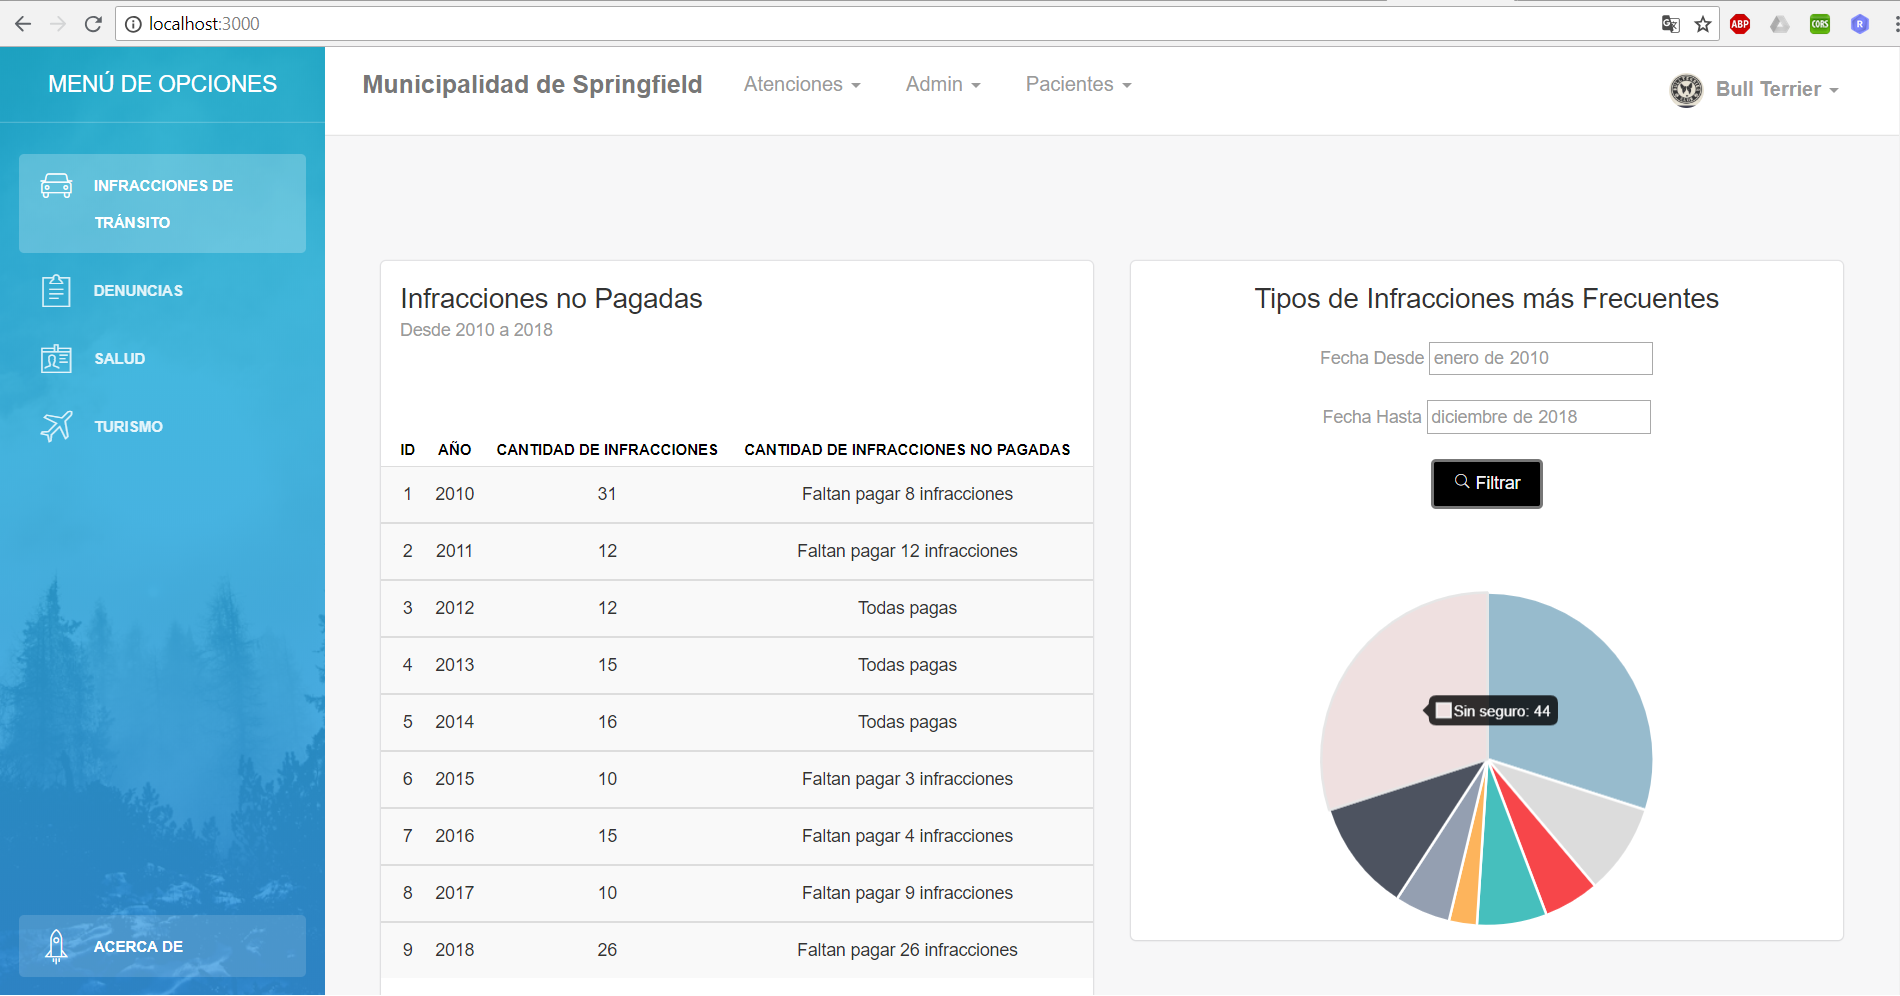 localhost:3000
ABP
CORS
R
MENÚ DE OPCIONES
Municipalidad de Springfield
Atenciones
Admin
Pacientes
Bull Terrier
INFRACCIONES DE
TRÁNSITO
DENUNCIAS
SALUD
TURISMO
ACERCA DE
Infracciones no Pagadas
Desde 2010 a 2018
ID AÑO CANTIDAD DE INFRACCIONES CANTIDAD DE INFRACCIONES NO PAGADAS
1 2010 31 Faltan pagar 8 infracciones
2 2011 12 Faltan pagar 12 infracciones
3 2012 12 Todas pagas
4 2013 15 Todas pagas
5 2014 16 Todas pagas
6 2015 10 Faltan pagar 3 infracciones
7 2016 15 Faltan pagar 4 infracciones
8 2017 10 Faltan pagar 9 infracciones
9 2018 26 Faltan pagar 26 infracciones
Tipos de Infracciones más Frecuentes
Fecha Desde enero de 2010
Fecha Hasta diciembre de 2018
Filtrar
Sin seguro: 44